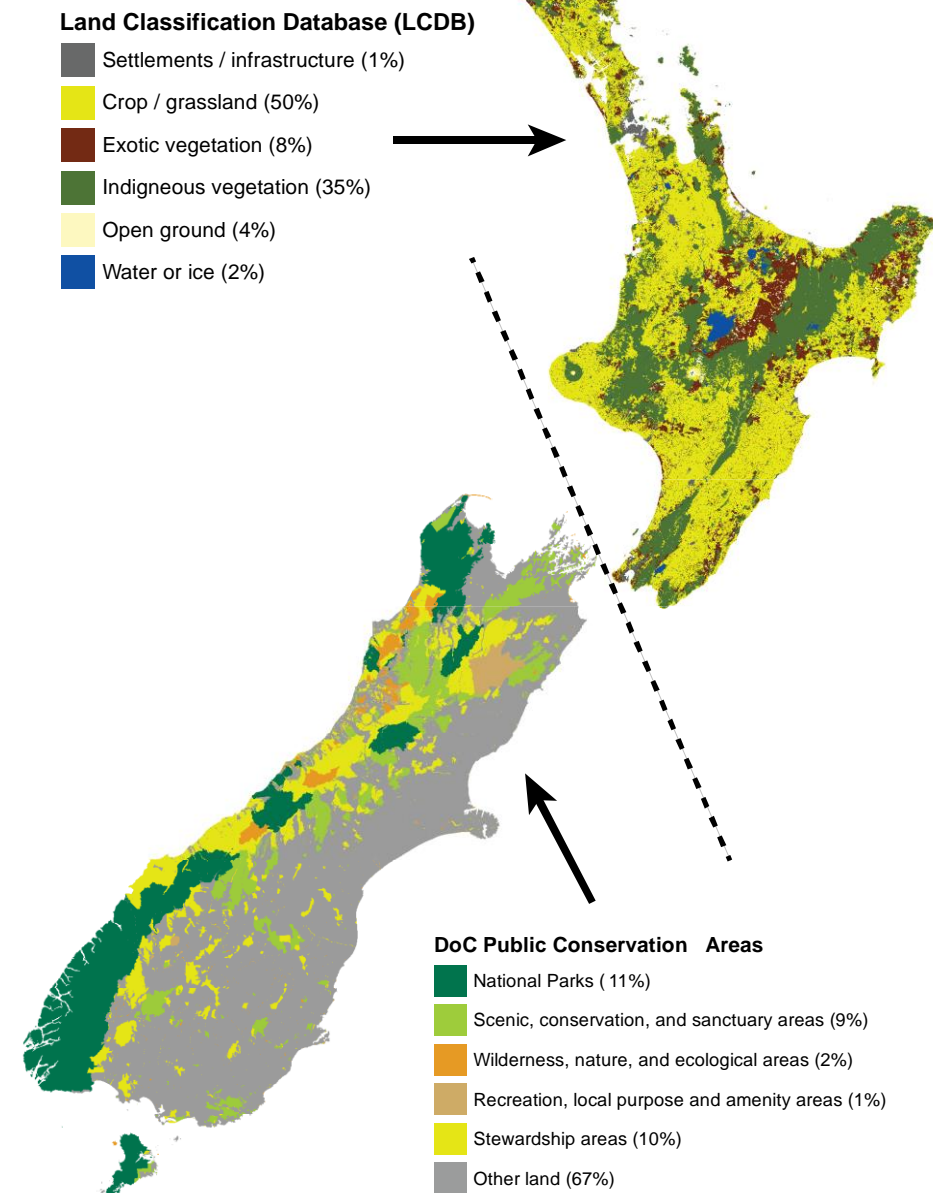 Land Classification Database (LCDB)
Settlements / infrastructure (1%)
Crop / grassland (50%)
Exotic vegetation (8%)
Indigneous vegetation (35%)
Open ground (4%)
Water or ice (2%)
DoC Public Conservation Areas
National Parks (11%)
Scenic, conservation, and sanctuary areas (9%)
Wilderness, nature, and ecological areas (2%)
Recreation, local purpose and amenity areas (1%)
Stewardship areas (10%)
Other land (67%)